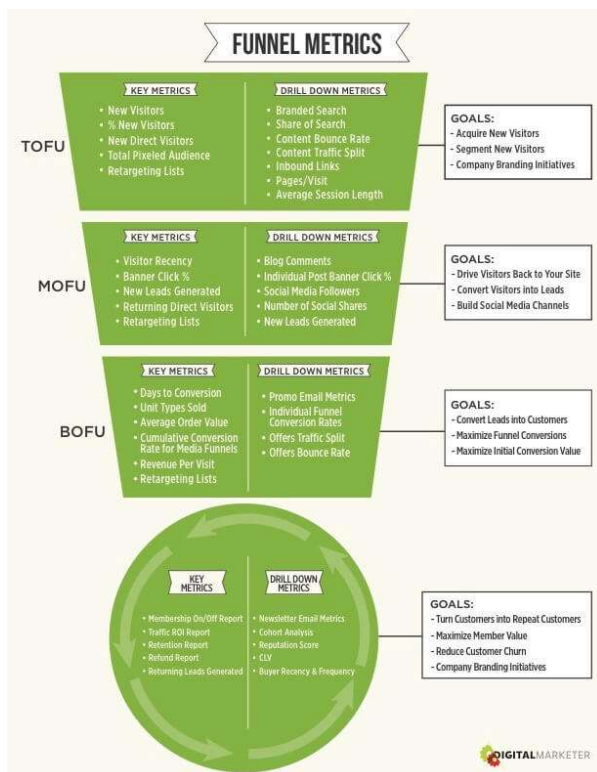 FUNNEL METRICS
TOFU
KEY METRICS
• New Visitors
• % New Visitors
• New Direct Visitors
• Total Pixeled Audience
• Retargeting Lists
DRILL DOWN METRICS
• Branded Search
• Share of Search
• Content Bounce Rate
• Content Traffic Split
• Inbound Links
• Pages/Visit
• Average Session Length
GOALS:
- Acquire New Visitors
- Segment New Visitors
- Company Branding Initiatives
MOFU
KEY METRICS
• Visitor Recency
• Banner Click %
• New Leads Generated
• Returning Direct Visitors
• Retargeting Lists
DRILL DOWN METRICS
• Blog Comments
• Individual Post Banner Click %
• Social Media Followers
• Number of Social Shares
• New Leads Generated
GOALS:
- Drive Visitors Back to Your Site
- Convert Visitors into Leads
- Build Social Media Channels
BOFU
KEY METRICS
• Days to Conversion
• Unit Types Sold
• Average Order Value
• Cumulative Conversion
Rate for Media Funnels
• Revenue Per Visit
• Retargeting Lists
DRILL DOWN METRICS
• Promo Email Metrics
• Individual Funnel
Conversion Rates
• Offers Traffic Split
• Offers Bounce Rate
GOALS:
- Convert Leads into Customers
- Maximize Funnel Conversions
- Maximize Initial Conversion Value
KEY
METRICS
• Membership On/Off Report
• Traffic ROI Report
• Retention Report
• Refund Report
• Returning Leads Generated
DRILL DOWN
METRICS
• Newsletter Email Metrics
• Cohort Analysis
• Reputation Score
• CLV
• Buyer Recency & Frequency
GOALS:
- Turn Customers into Repeat Customers
- Maximize Member Value
- Reduce Customer Churn
- Company Branding Initiatives
DIGITALMARKETER